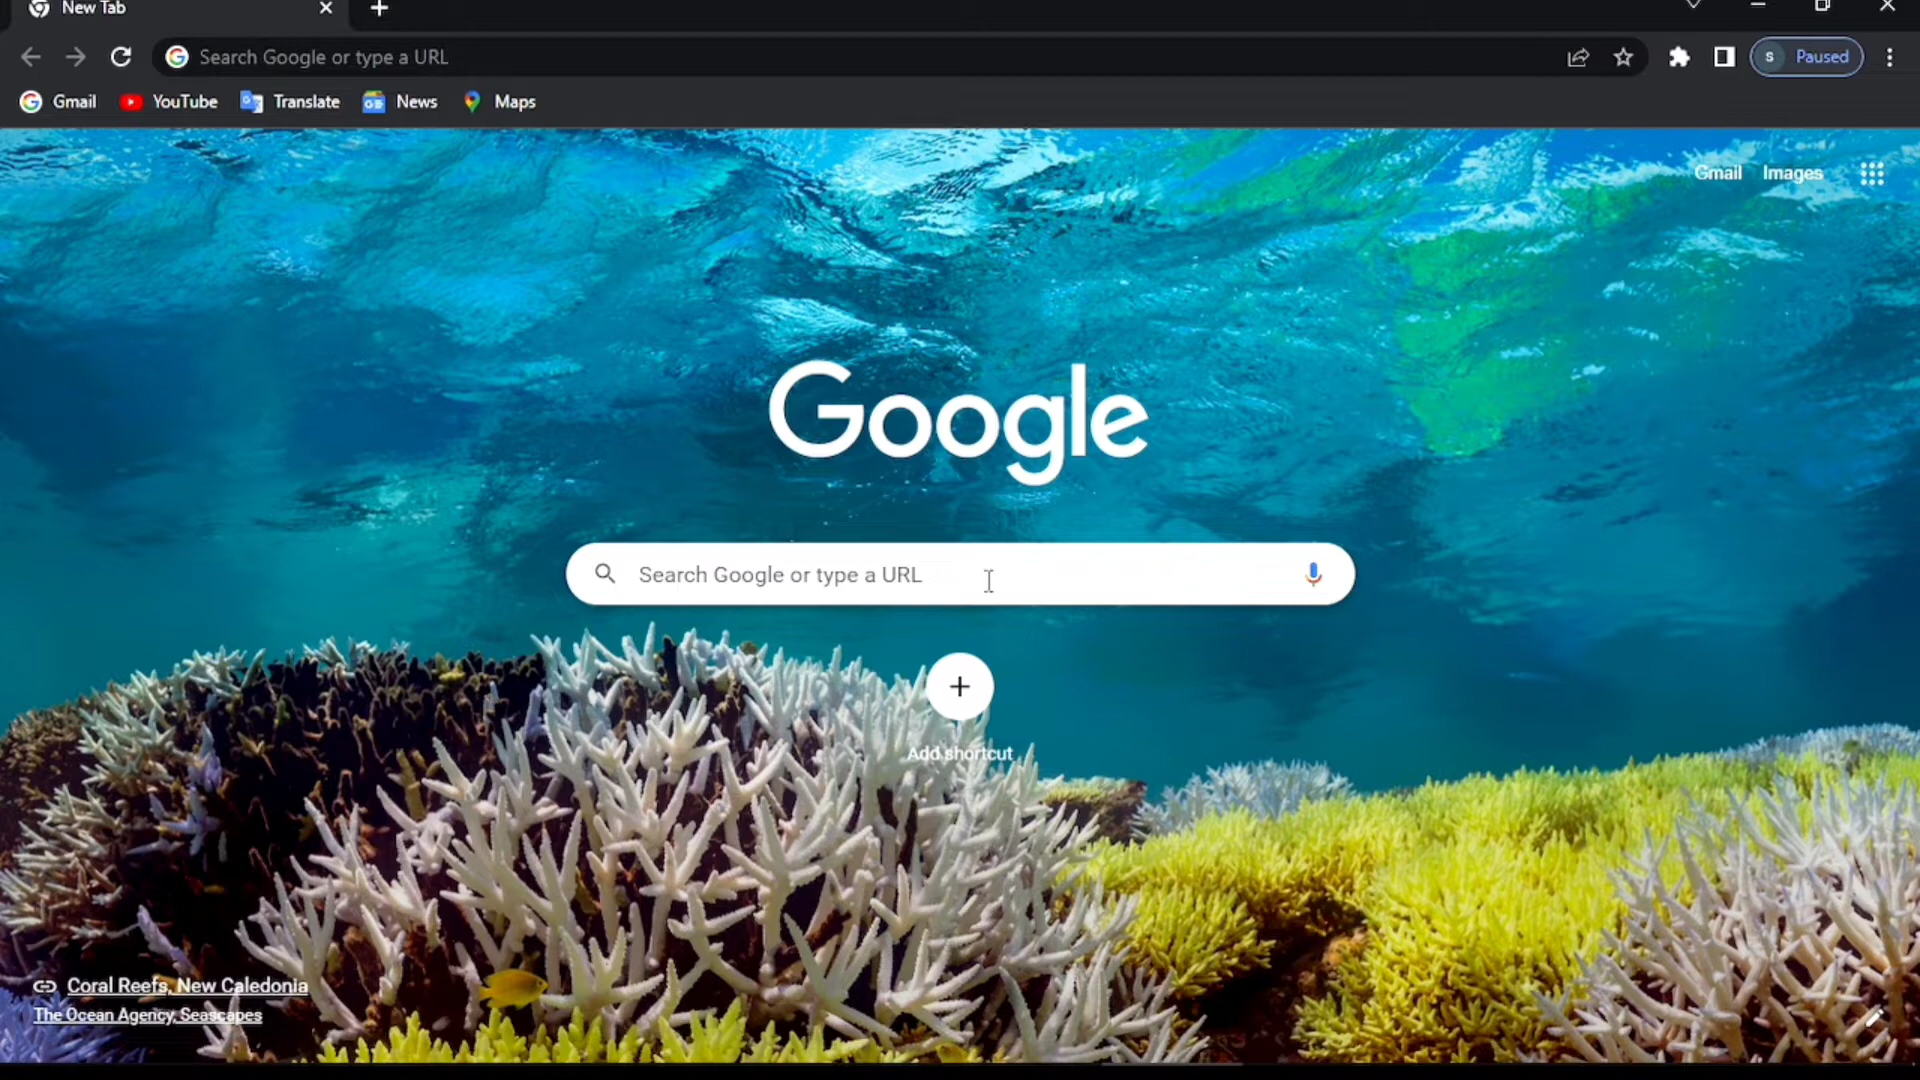 New Tab
Search Google or type a URL
S Paused
Gmail YouTube Translate News Maps
Gmail Images
Google
Search Google or type a URL
Add shortcut
Coral Reefs, New Caledonia
The Ocean Agency, Seascapes